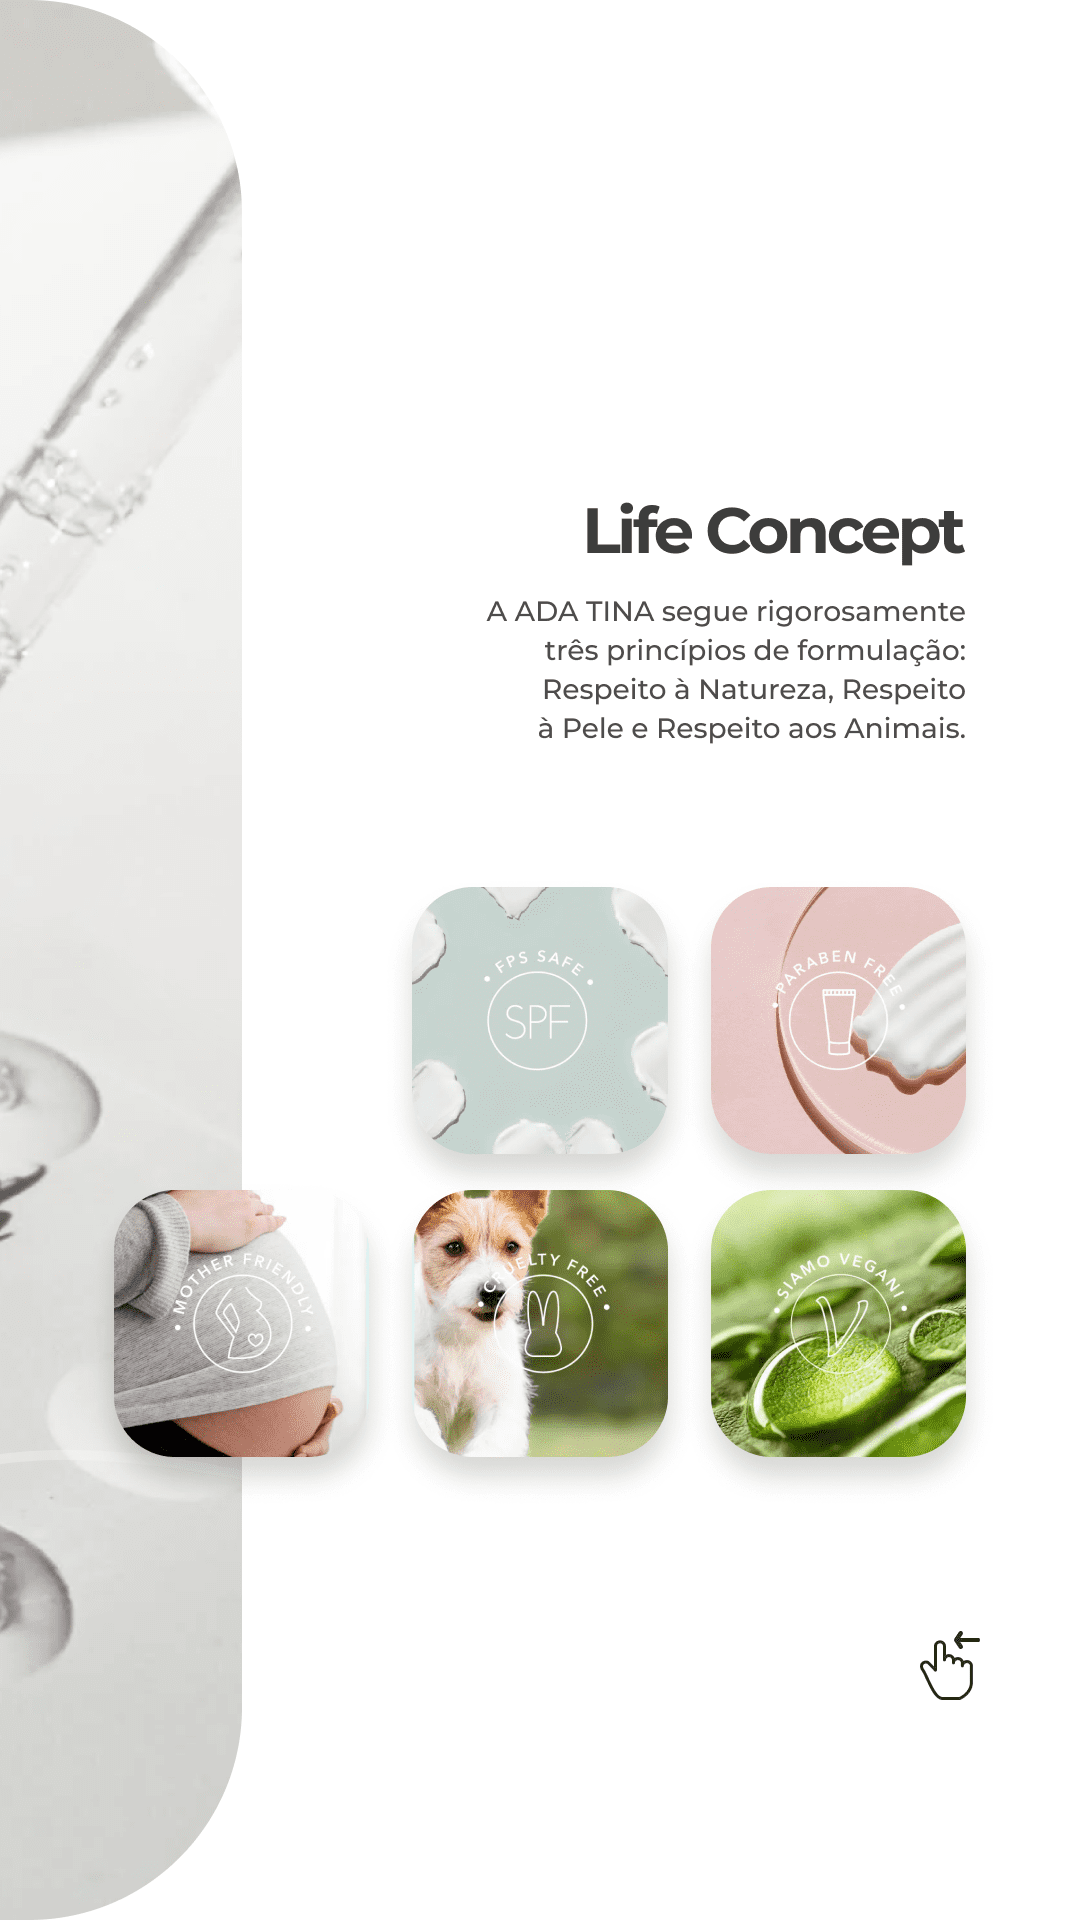 Life Concept
A ADA TINA segue rigorosamente
três princípios de formulação:
Respeito à Natureza, Respeito
à Pele e Respeito aos Animais.
• FPS SAFE •
SPF
• PARABEN FREE •
• MOTHER FRIENDLY •
• CRUELTY FREE •
• SIAMO VEGANI •
V